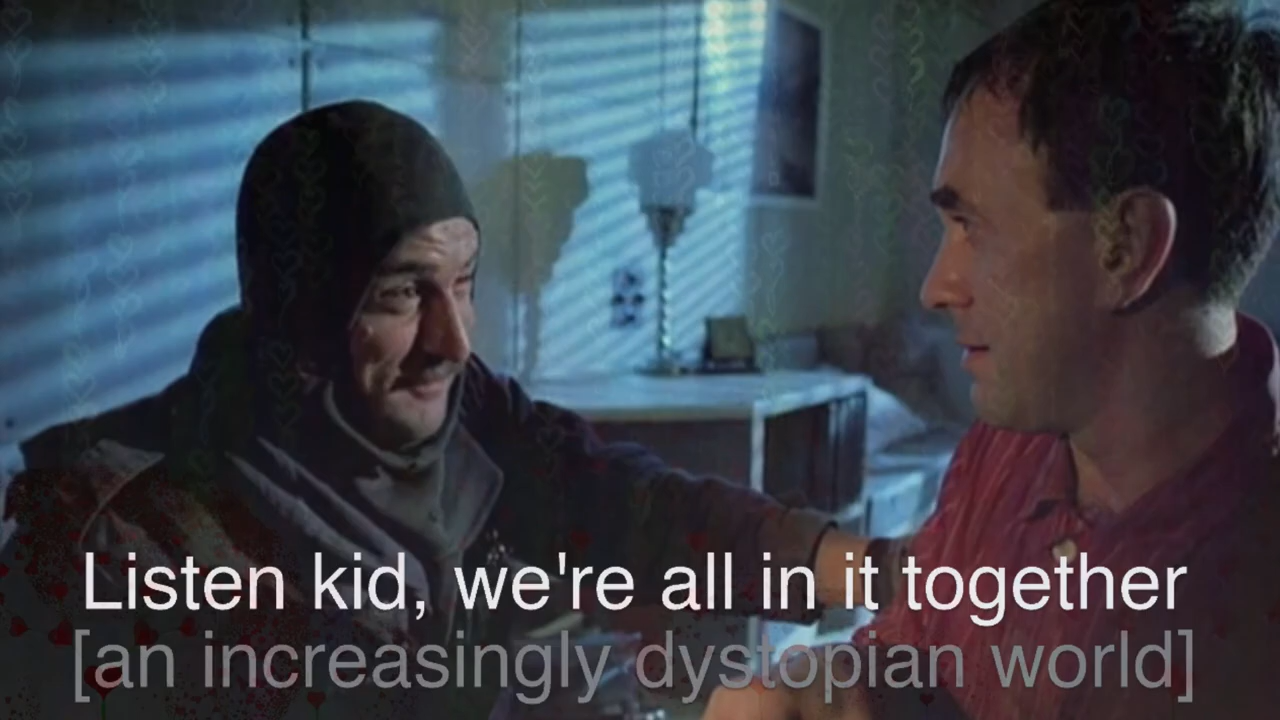 Listen kid, we're all in it together
[an increasingly dystopian world]